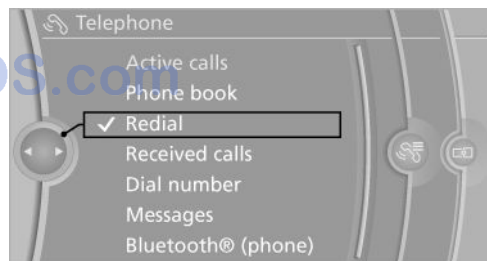 Telephone
Active calls
Phone book
✓ Redial
Received calls
Dial number
Messages
Bluetooth® (phone)